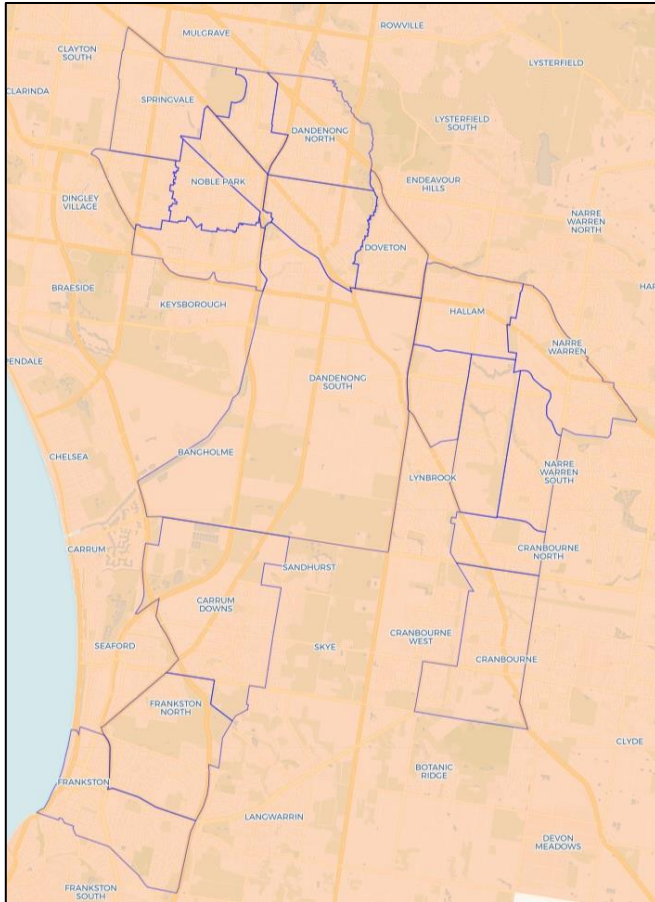 ROWVILLE
MULGRAVE
CLAYTON
SOUTH
LYSTERFIELD
CLARINDA
SPRINGVALE
LYSTERFIELD
SOUTH
DANDENONG
NORTH
NOBLE PARK
ENDEAVOUR
HILLS
DINGLEY
VILLAGE
NARRE
WARREN
NORTH
DOVETON
BRAESIDE
HAR
KEYSBOROUGH
HALLAM
NARRE
WARREN
PENDALE
DANDENONG
SOUTH
BANGHOLME
CHELSEA
LYNBROOK
NARRE
WARREN
SOUTH
CARRUM
CRANBOURNE
NORTH
SANDHURST
CARRUM
DOWNS
CRANBOURNE
WEST
SEAFORD
SKYE
CRANBOURNE
FRANKSTON
NORTH
CLYDE
BOTANIC
RIDGE
FRANKSTON
LANGWARRIN
DEVON
MEADOWS
FRANKSTON
SOUTH